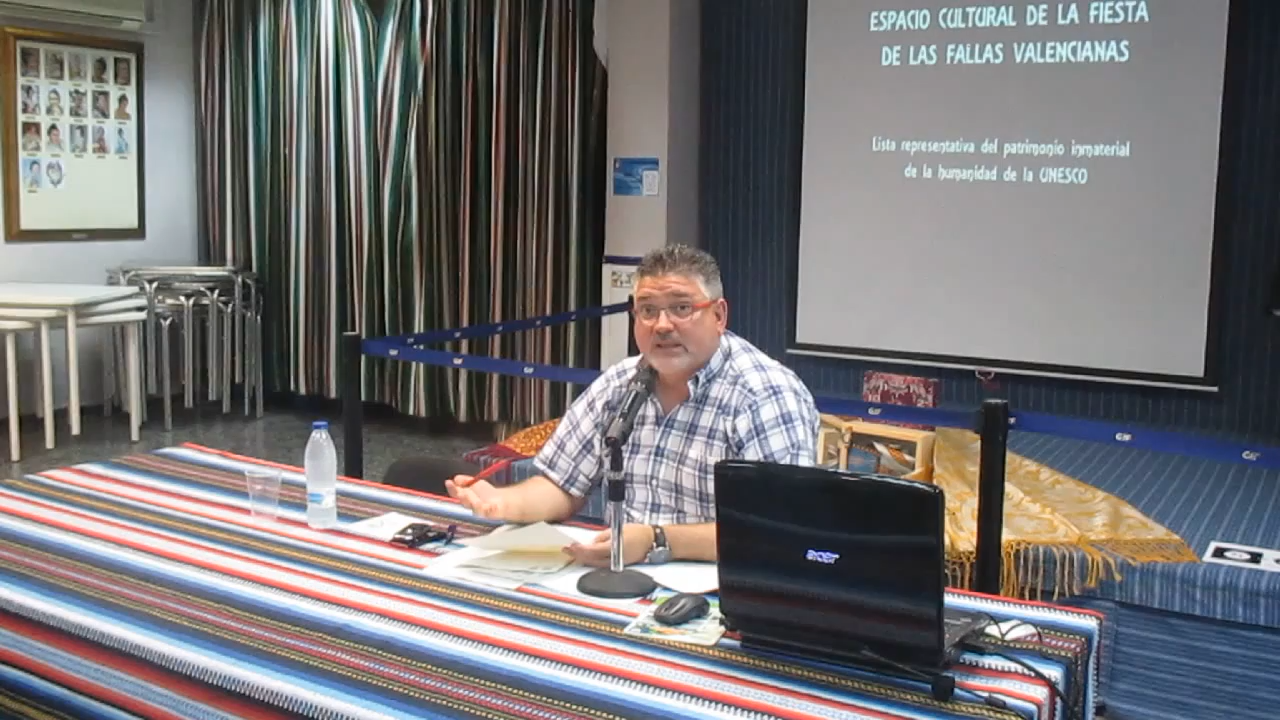 ESPACIO CULTURAL DE LA FIESTA
DE LAS FALLAS VALENCIANAS
Lista representativa del patrimonio inmaterial
de la humanidad de la UNESCO
acer